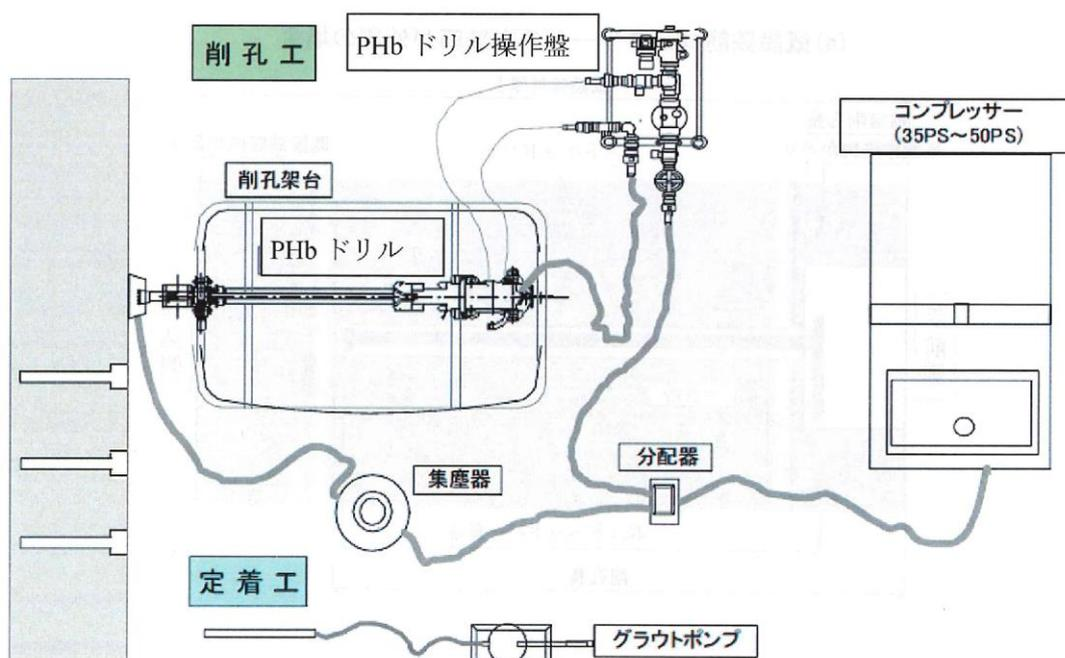 削孔工
PHb ドリル操作盤
コンプレッサー
(35PS～50PS)
削孔架台
PHb ドリル
分配器
集塵器
定着工
グラウトポンプ